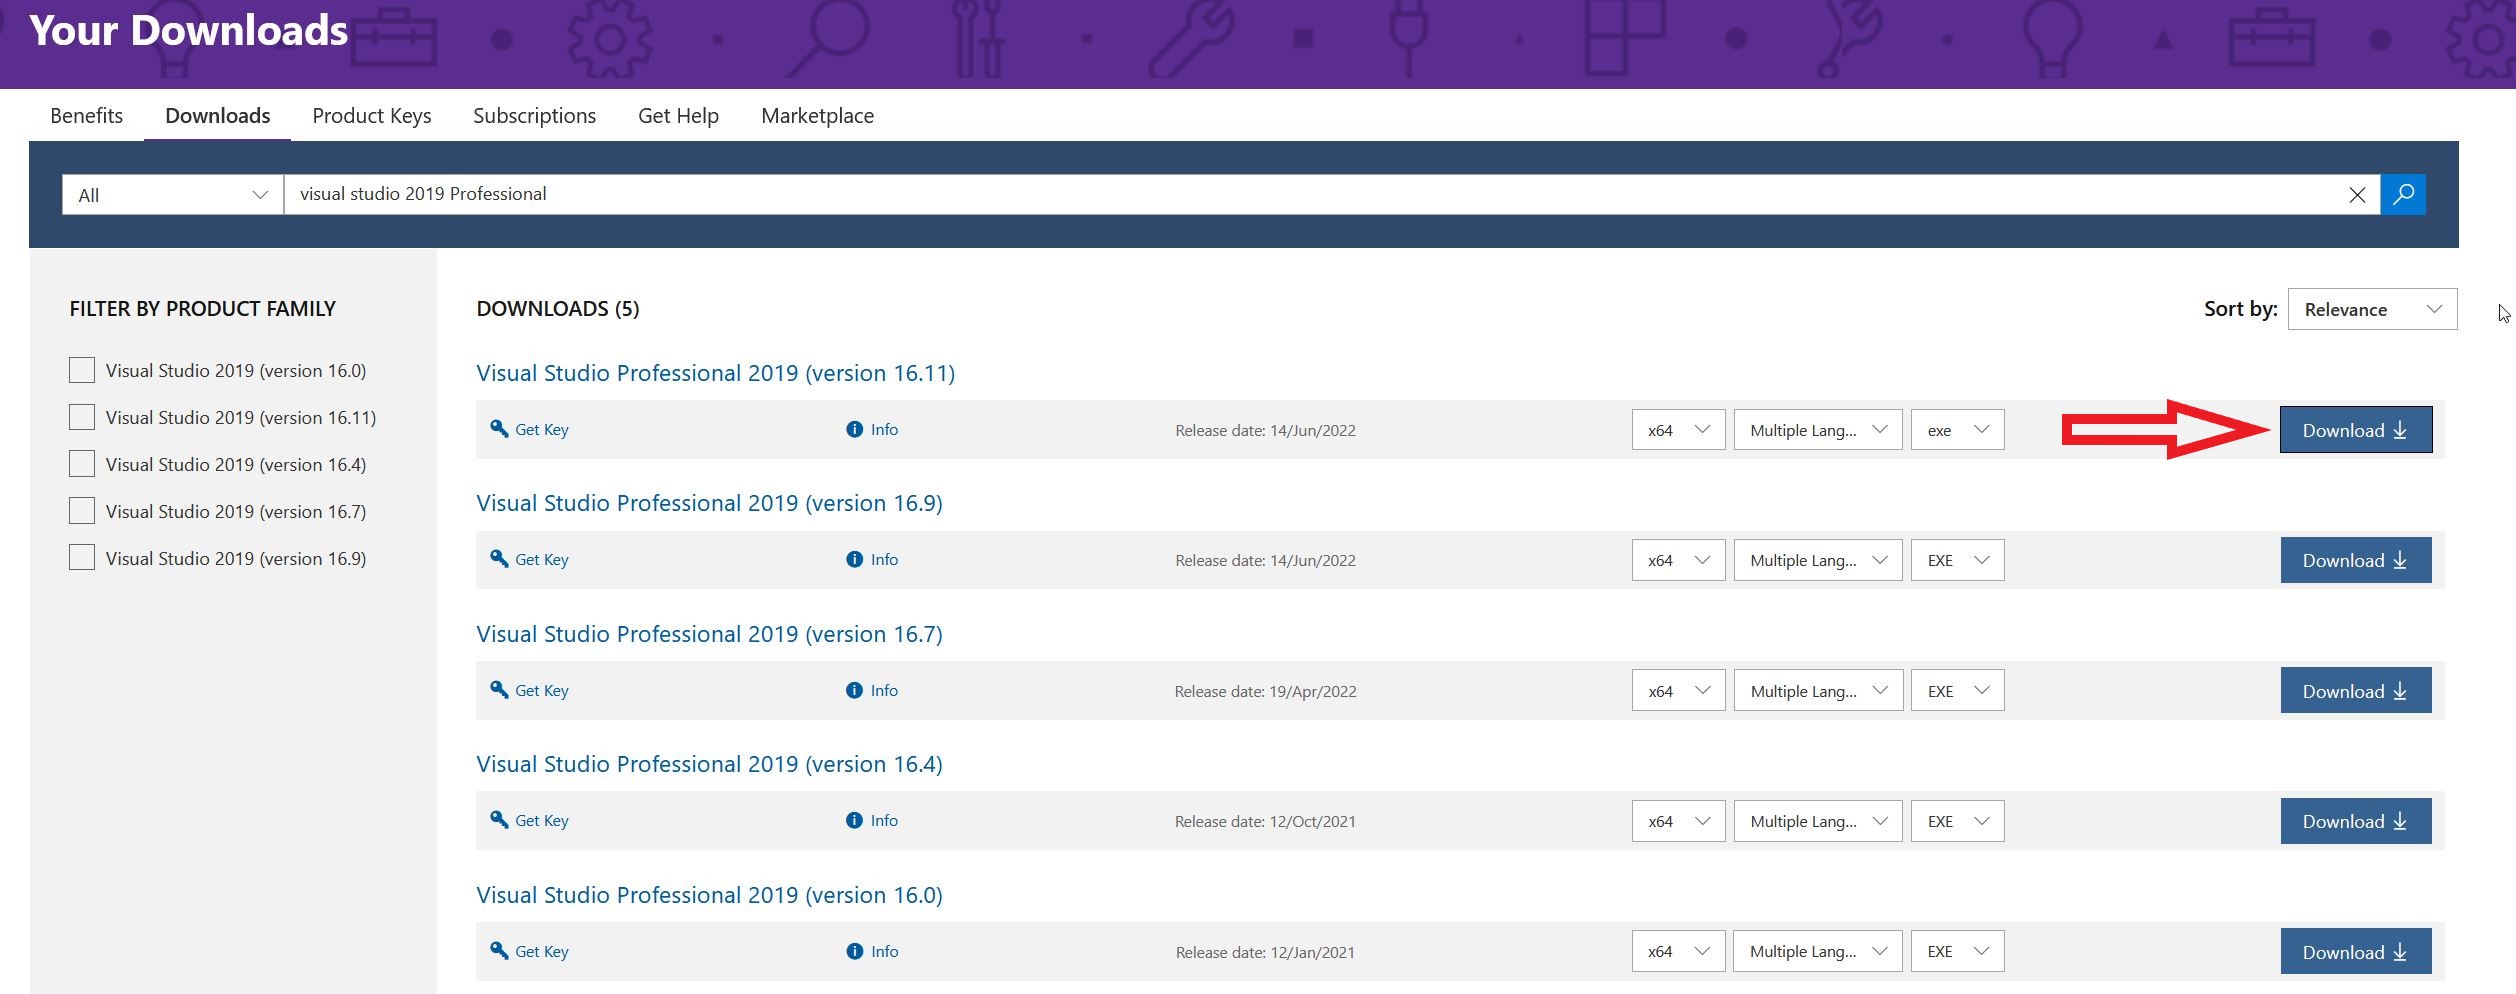 Your Downloads
Benefits Downloads Product Keys Subscriptions Get Help Marketplace
All visual studio 2019 Professional
FILTER BY PRODUCT FAMILY
Visual Studio 2019 (version 16.0)
Visual Studio 2019 (version 16.11)
Visual Studio 2019 (version 16.4)
Visual Studio 2019 (version 16.7)
Visual Studio 2019 (version 16.9)
DOWNLOADS (5)
Sort by: Relevance
Visual Studio Professional 2019 (version 16.11)
Get Key Info Release date: 14/Jun/2022 x64 Multiple Lang... exe Download
Visual Studio Professional 2019 (version 16.9)
Get Key Info Release date: 14/Jun/2022 x64 Multiple Lang... EXE Download
Visual Studio Professional 2019 (version 16.7)
Get Key Info Release date: 19/Apr/2022 x64 Multiple Lang... EXE Download
Visual Studio Professional 2019 (version 16.4)
Get Key Info Release date: 12/Oct/2021 x64 Multiple Lang... EXE Download
Visual Studio Professional 2019 (version 16.0)
Get Key Info Release date: 12/Jan/2021 x64 Multiple Lang... EXE Download